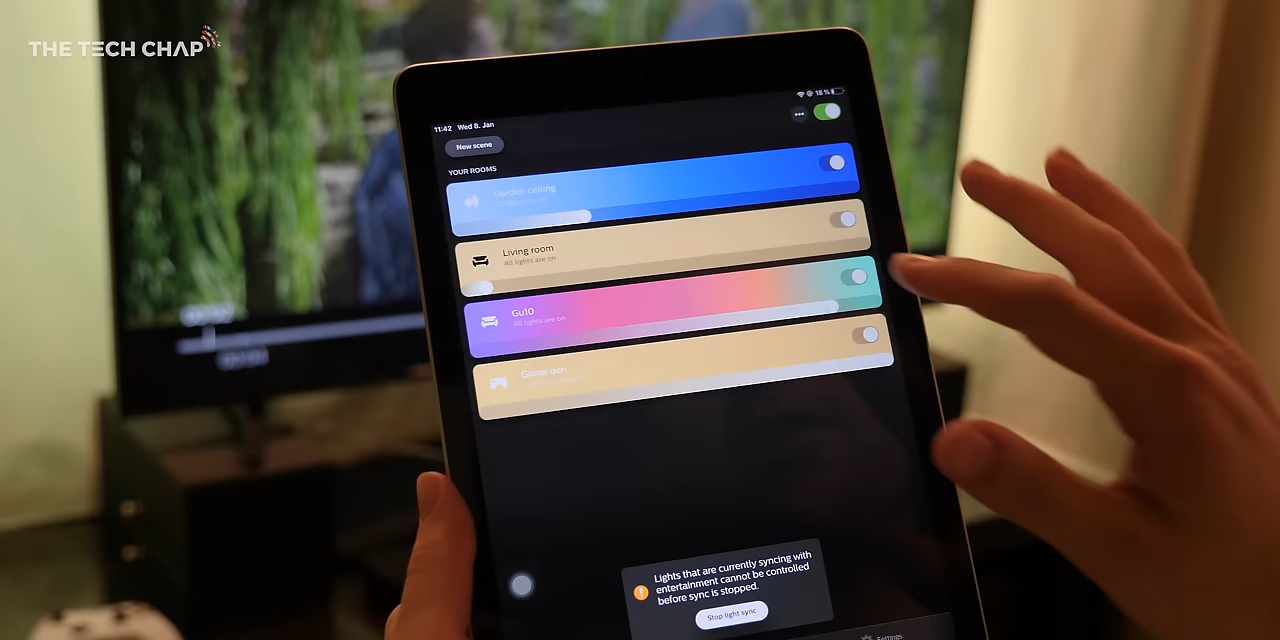 THE TECH CHAP
11:42 Wed 8. Jan
18%
New scene
YOUR ROOMS
Garden ceiling
Living room
All lights are on
Gu10
All lights are on
Game den
Lights that are currently syncing with
entertainment cannot be controlled
before sync is stopped.
Stop light sync
Settings